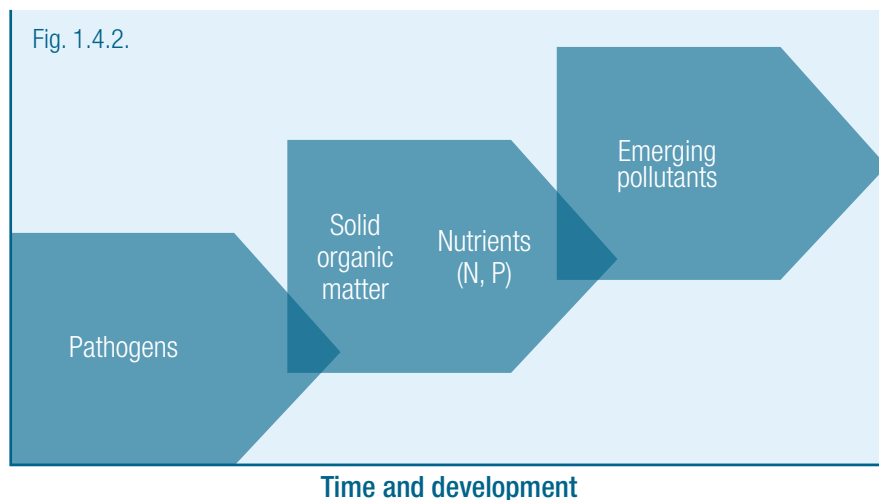 Fig. 1.4.2.
Emerging
pollutants
Solid
organic
matter
Nutrients
(N, P)
Pathogens
Time and development